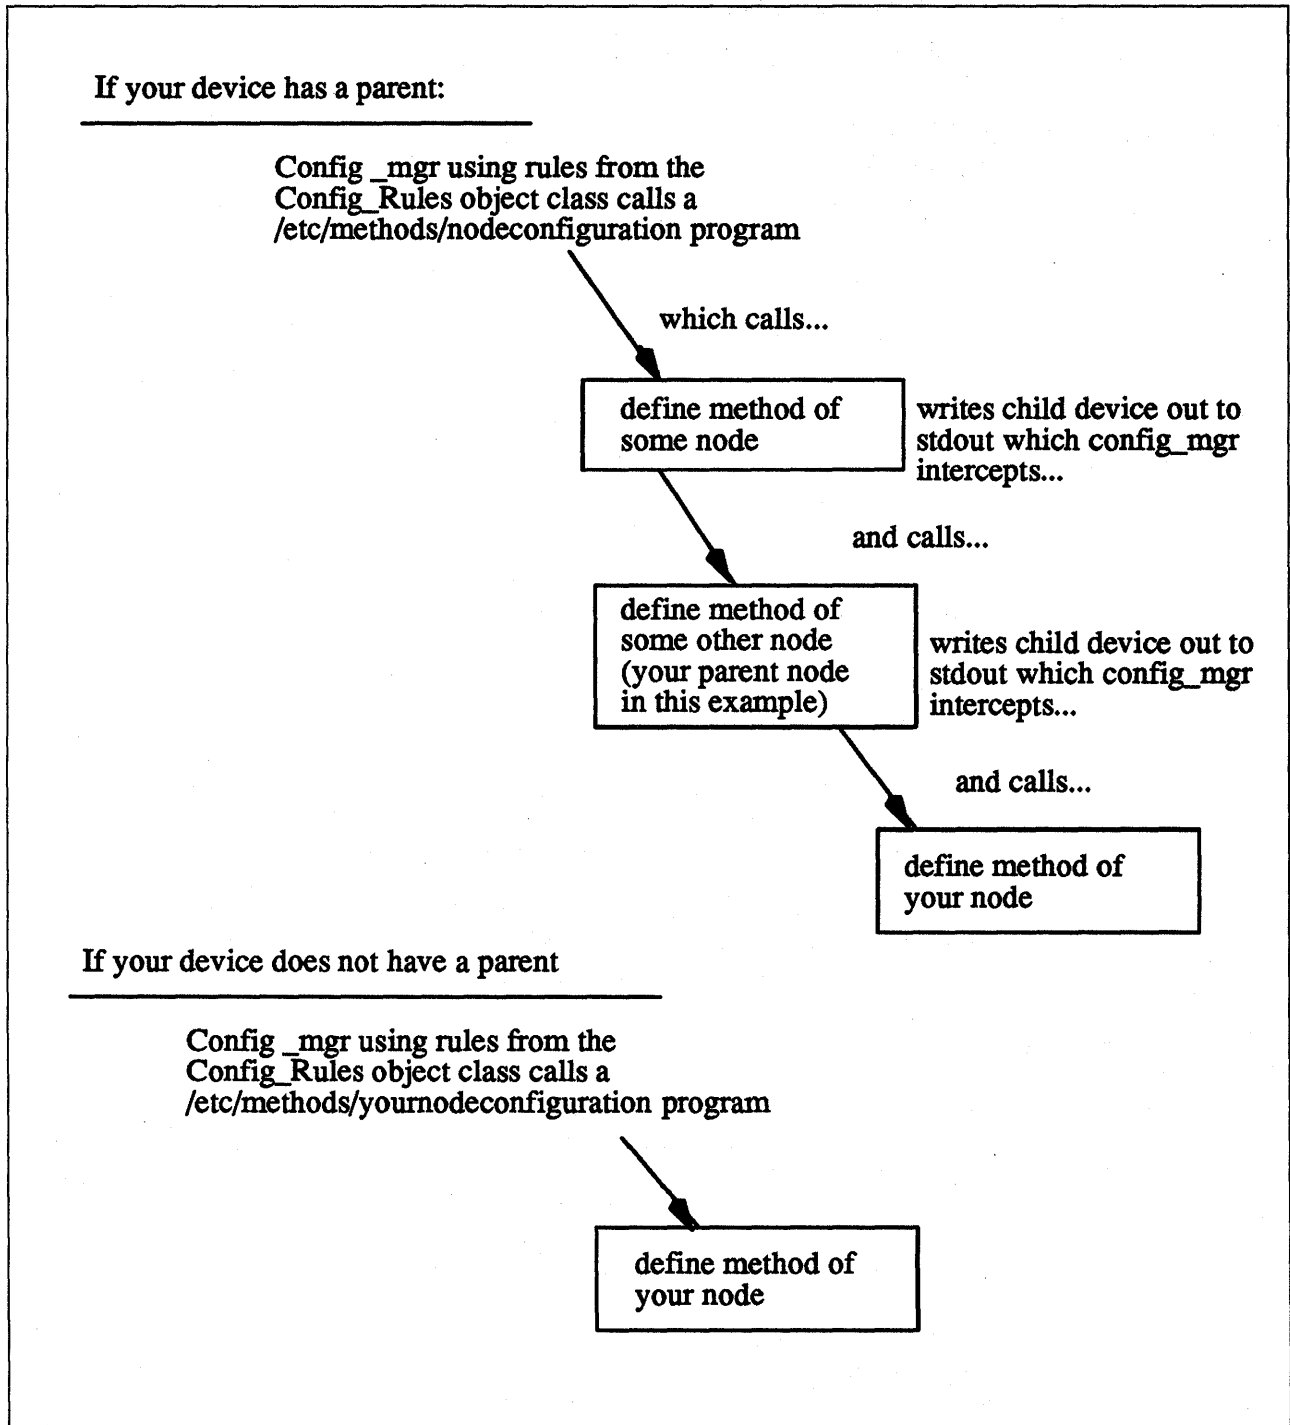 If your device has a parent:
Config _mgr using rules from the
Config_Rules object class calls a
/etc/methods/nodeconfiguration program
which calls...
define method of
some node
writes child device out to
stdout which config_mgr
intercepts...
and calls...
define method of
some other node
(your parent node
in this example)
writes child device out to
stdout which config_mgr
intercepts...
and calls...
define method of
your node
If your device does not have a parent
Config _mgr using rules from the
Config_Rules object class calls a
/etc/methods/yournodeconfiguration program
define method of
your node